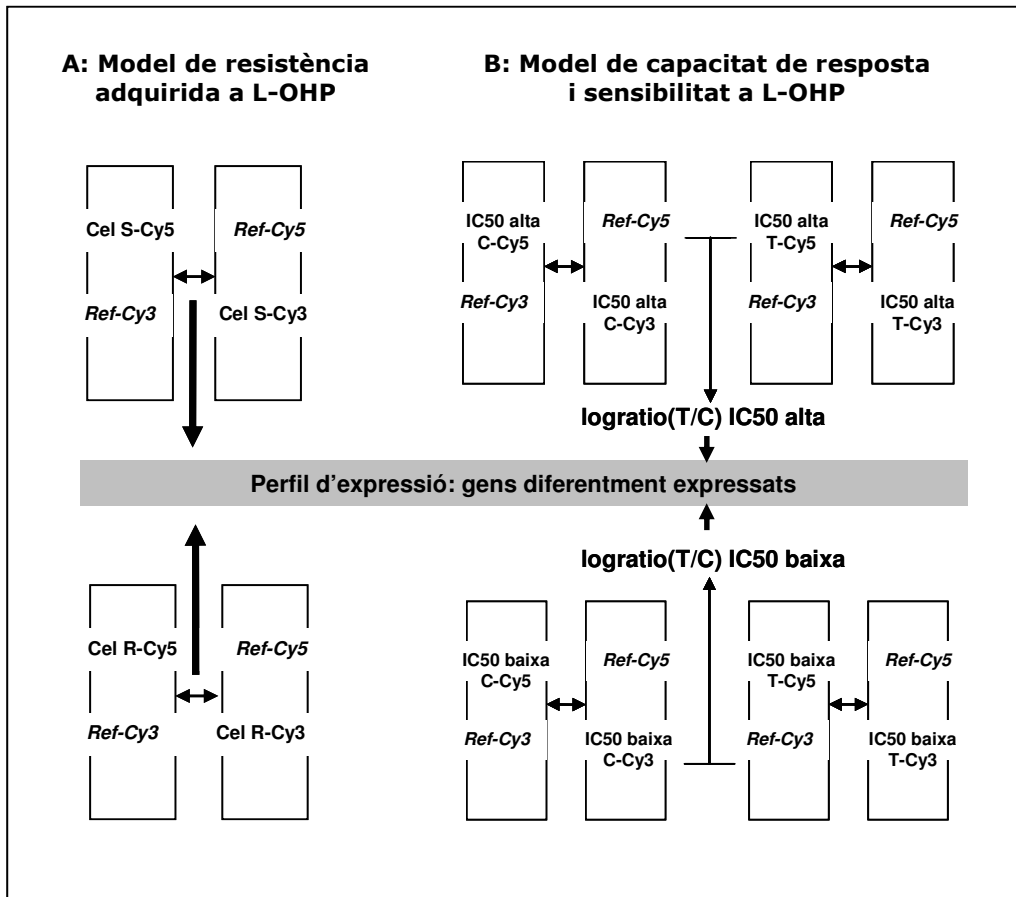 A: Model de resistència
adquirida a L-OHP
B: Model de capacitat de resposta
i sensibilitat a L-OHP
Cel S-Cy5
Ref-Cy5
Ref-Cy3
Cel S-Cy3
IC50 alta
C-Cy5
Ref-Cy5
Ref-Cy3
IC50 alta
C-Cy3
IC50 alta
T-Cy5
Ref-Cy5
Ref-Cy3
IC50 alta
T-Cy3
logratio(T/C) IC50 alta
Perfil d'expressió: gens diferentment expressats
logratio(T/C) IC50 baixa
Cel R-Cy5
Ref-Cy5
Ref-Cy3
Cel R-Cy3
IC50 baixa
C-Cy5
Ref-Cy5
Ref-Cy3
IC50 baixa
C-Cy3
IC50 baixa
T-Cy5
Ref-Cy5
Ref-Cy3
IC50 baixa
T-Cy3